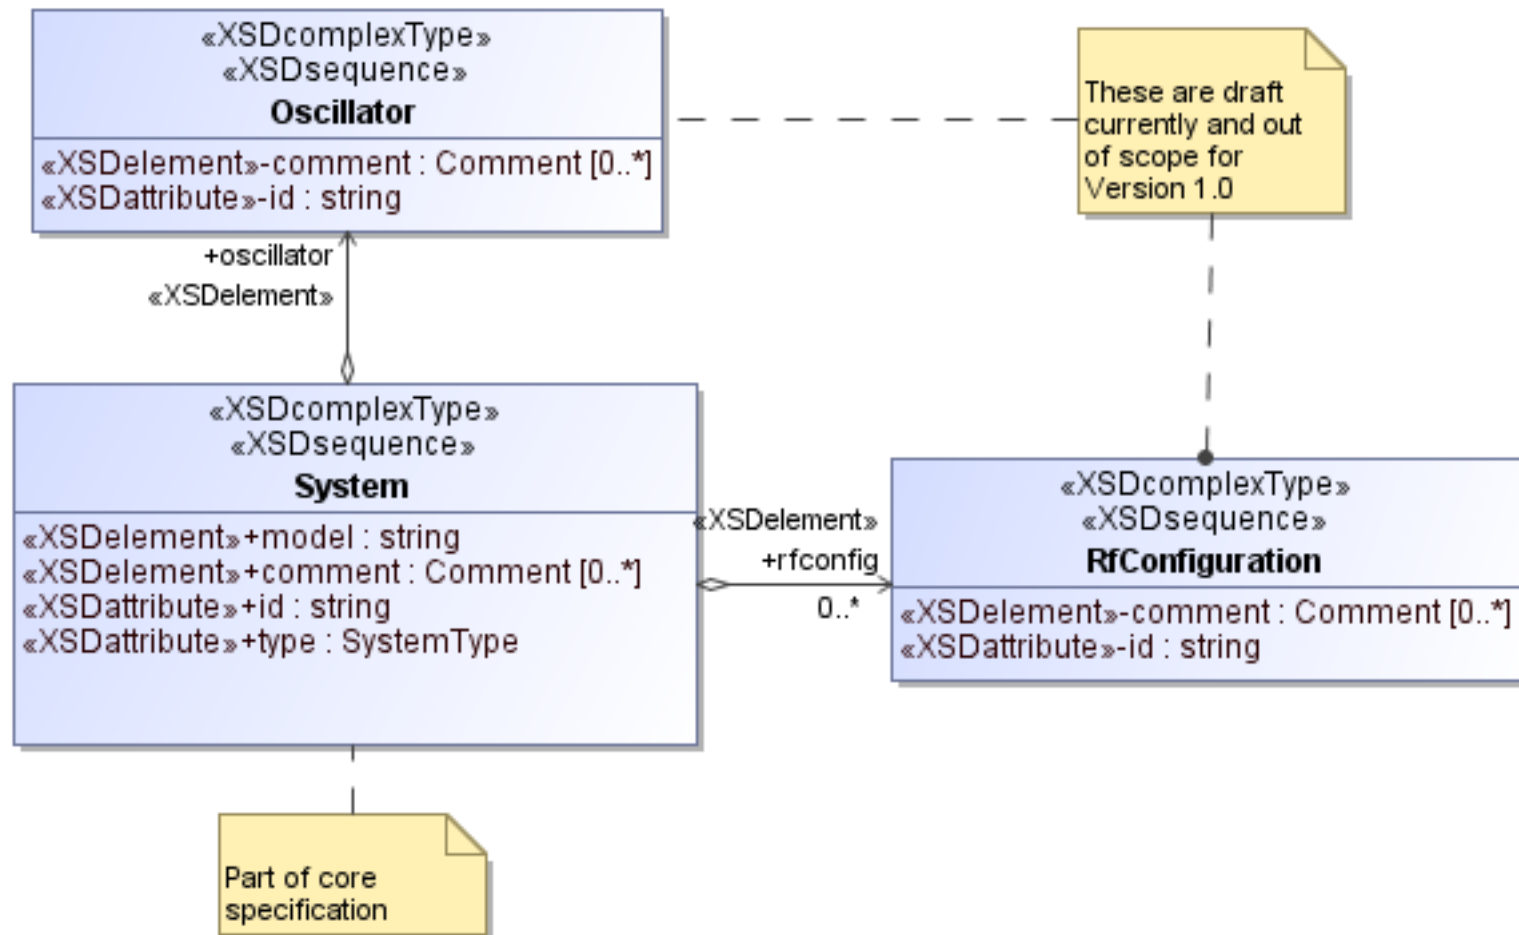 «XSDcomplexType»
«XSDsequence»
Oscillator
«XSDelement»-comment : Comment [0..*]
«XSDattribute»-id : string
These are draft
currently and out
of scope for
Version 1.0
+oscillator
«XSDelement»
«XSDcomplexType»
«XSDsequence»
System
«XSDelement»+model : string
«XSDelement»+comment : Comment [0..*]
«XSDattribute»+id : string
«XSDattribute»+type : SystemType
«XSDelement»
+rfconfig
0..*
«XSDcomplexType»
«XSDsequence»
RfConfiguration
«XSDelement»-comment : Comment [0..*]
«XSDattribute»-id : string
Part of core
specification